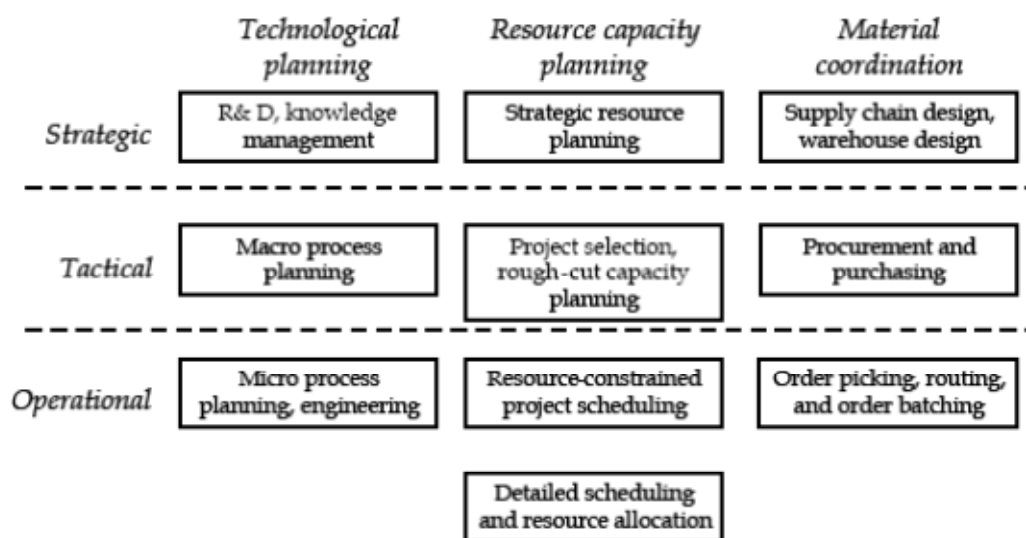 Technological
planning
Resource capacity
planning
Material
coordination
Strategic
R& D, knowledge
management
Strategic resource
planning
Supply chain design,
warehouse design
Tactical
Macro process
planning
Project selection,
rough-cut capacity
planning
Procurement and
purchasing
Operational
Micro process
planning, engineering
Resource-constrained
project scheduling
Order picking, routing,
and order batching
Detailed scheduling
and resource allocation